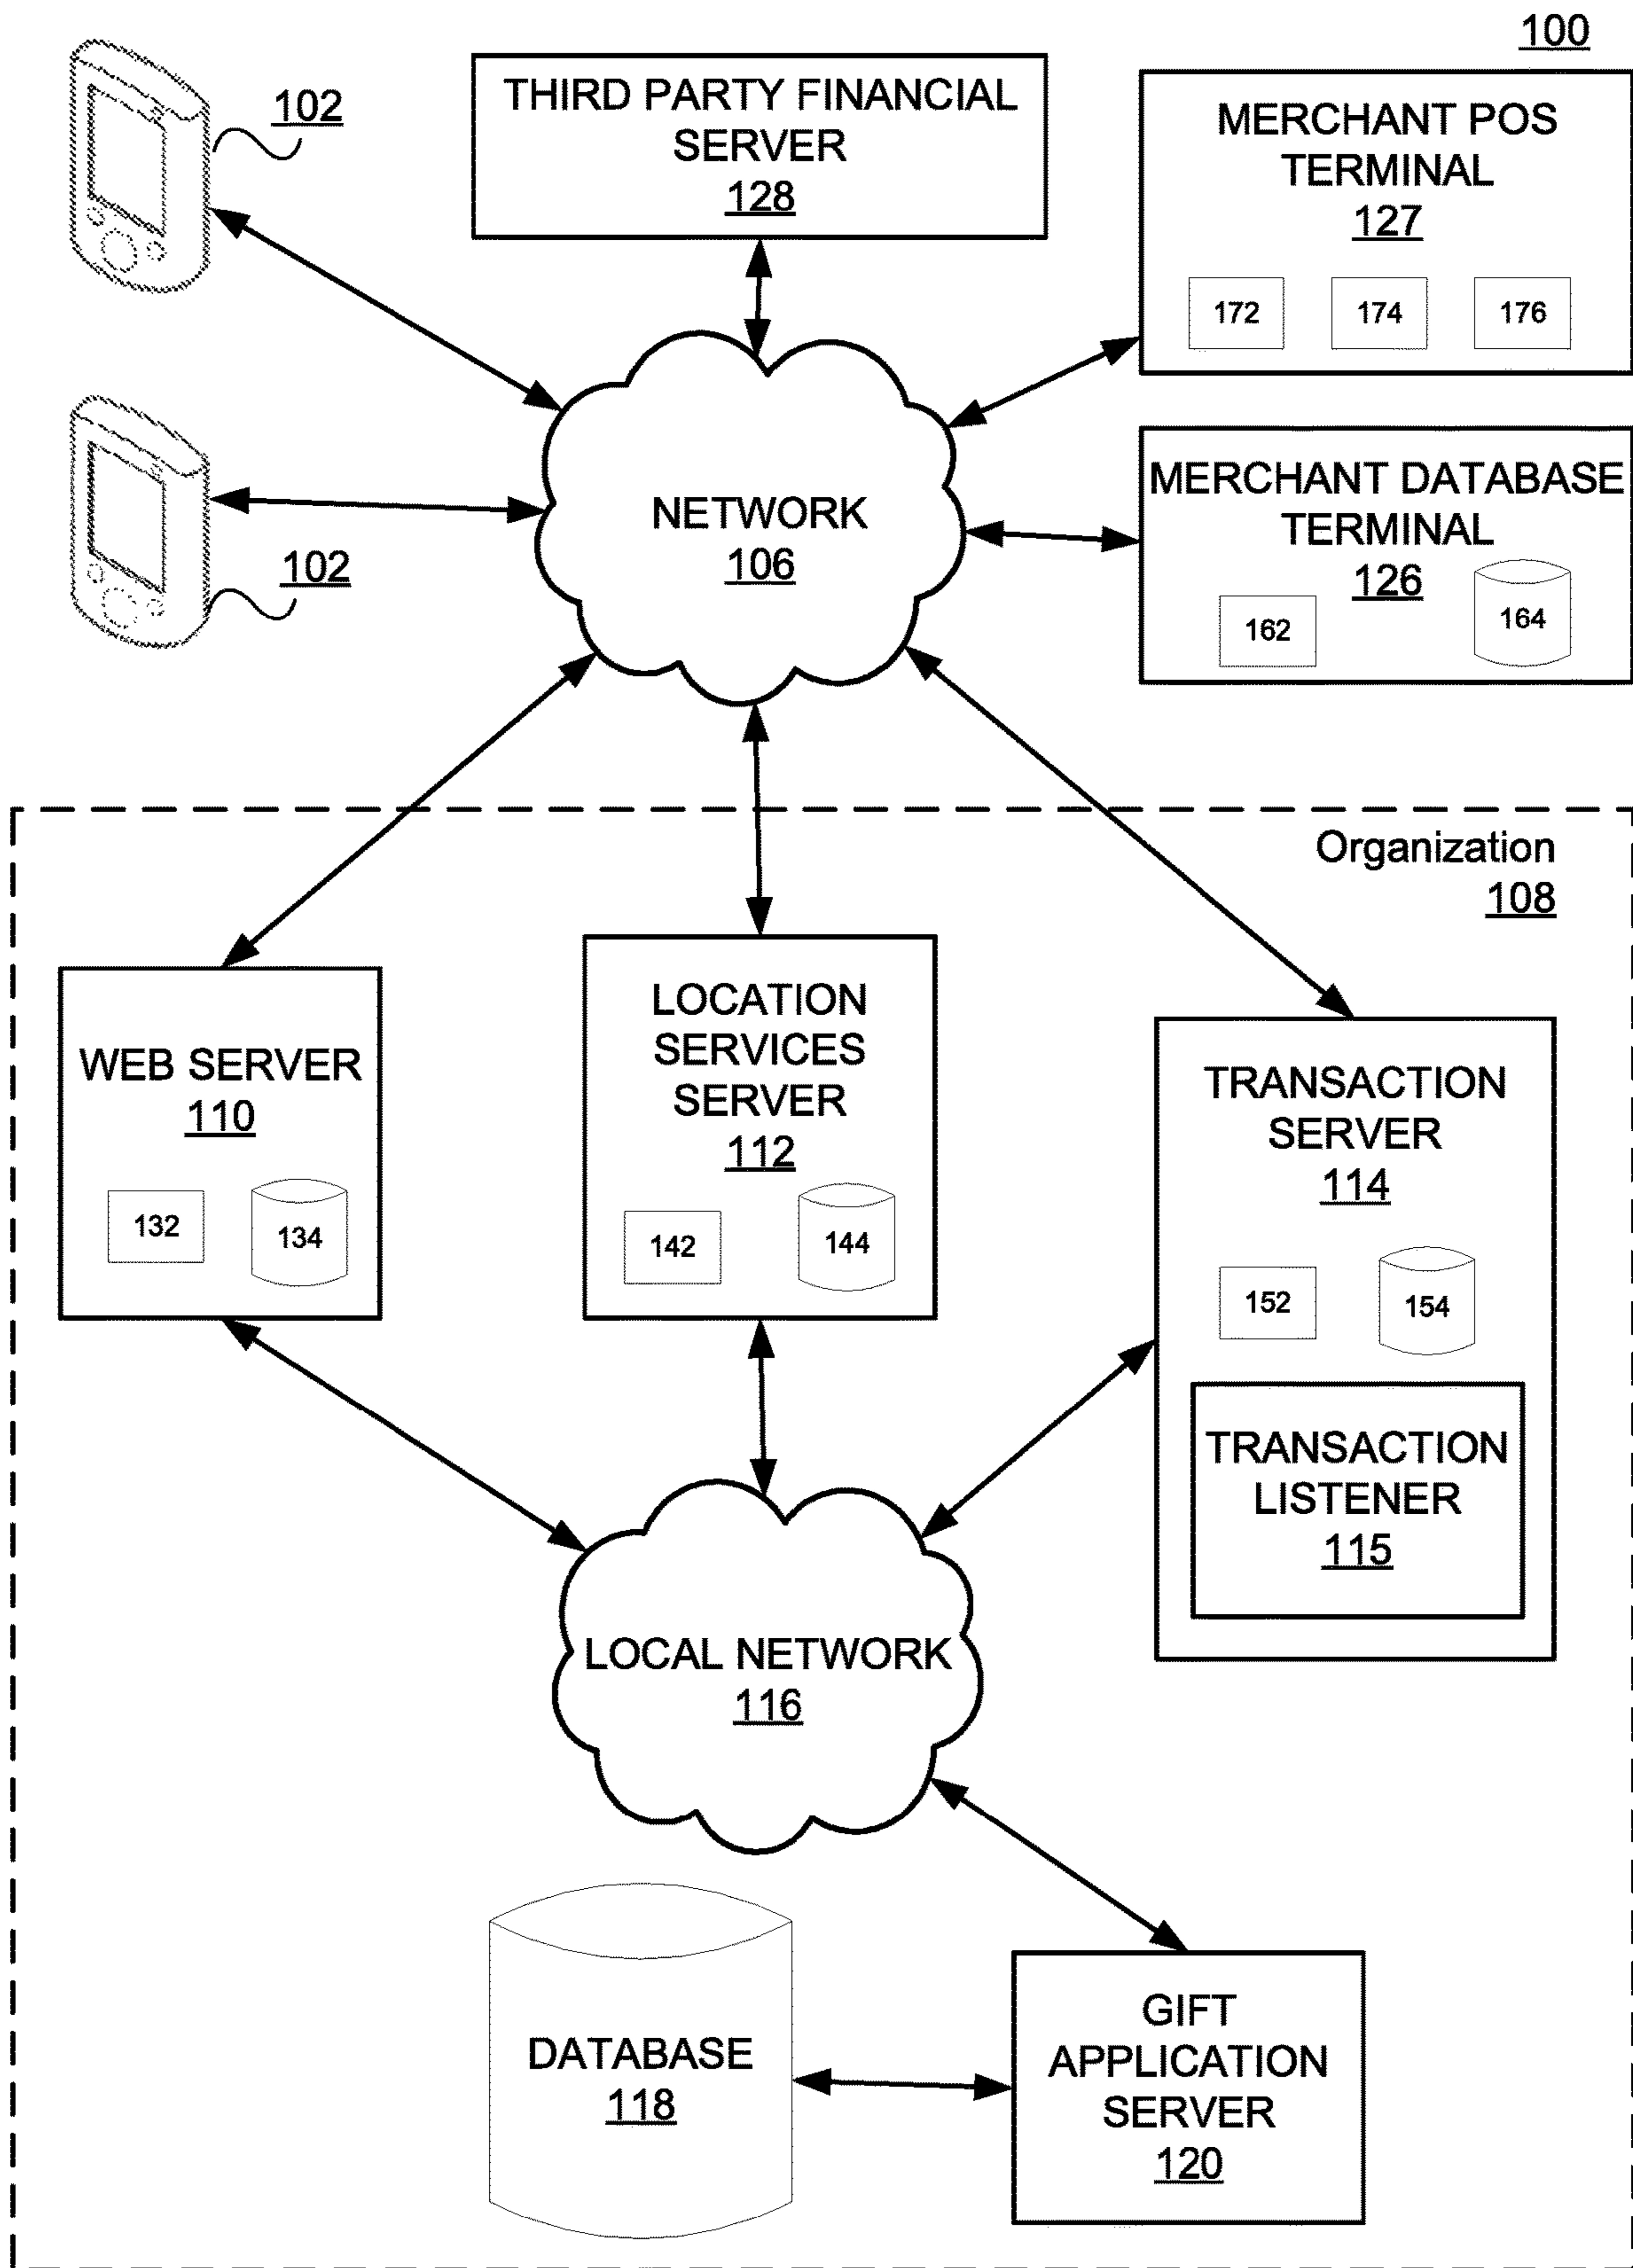 100
102
THIRD PARTY FINANCIAL
SERVER
128
MERCHANT POS
TERMINAL
127
172 174 176
102
NETWORK
106
MERCHANT DATABASE
TERMINAL
126
162 164
Organization
108
WEB SERVER
110
132 134
LOCATION
SERVICES
SERVER
112
142 144
TRANSACTION
SERVER
114
152 154
TRANSACTION
LISTENER
115
LOCAL NETWORK
116
DATABASE
118
GIFT
APPLICATION
SERVER
120